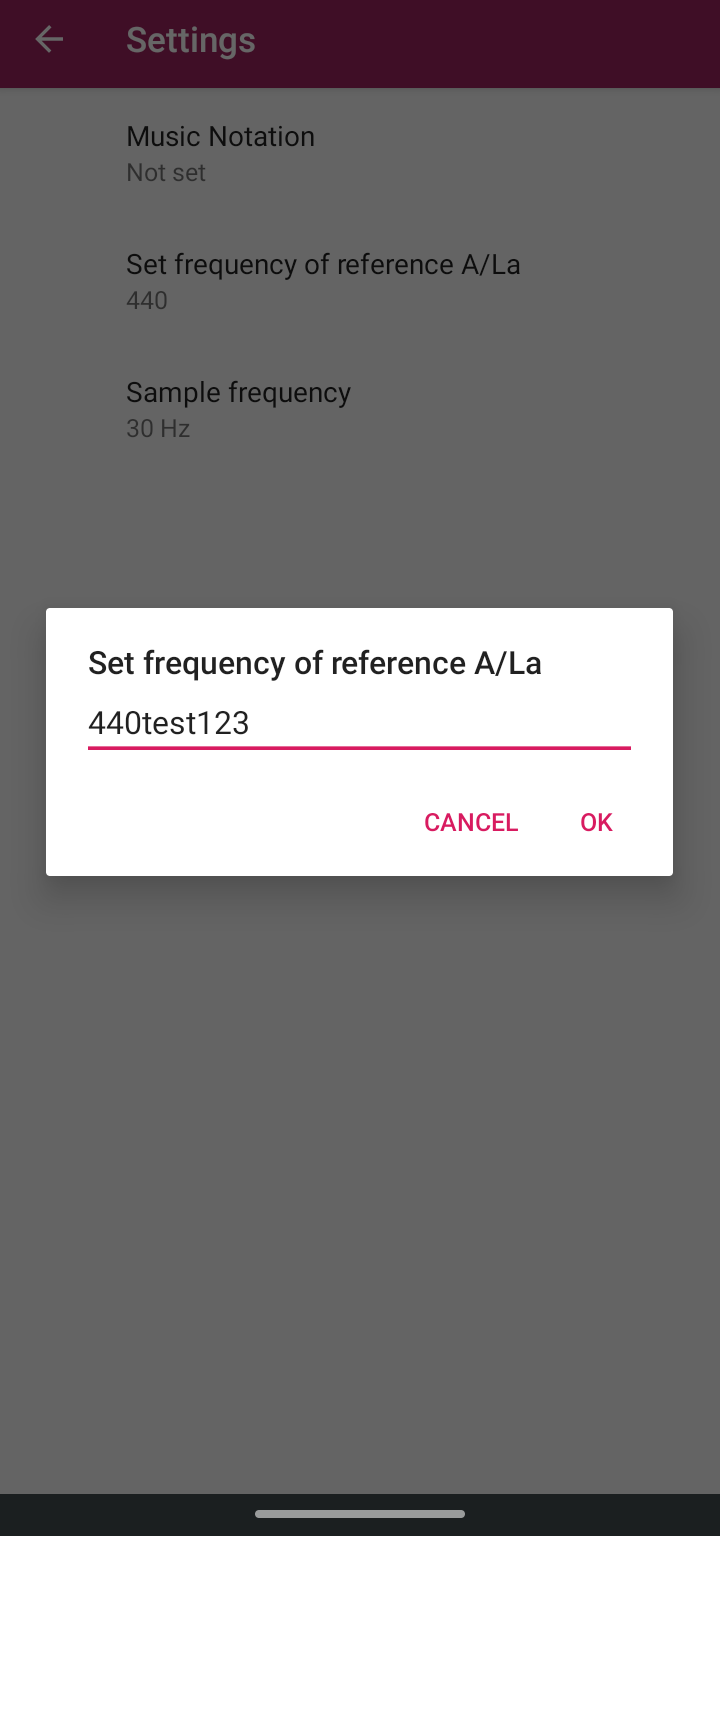 Settings
Music Notation
Not set
Set frequency of reference A/La
440
Sample frequency
30 Hz
Set frequency of reference A/La
440test123
CANCEL OK